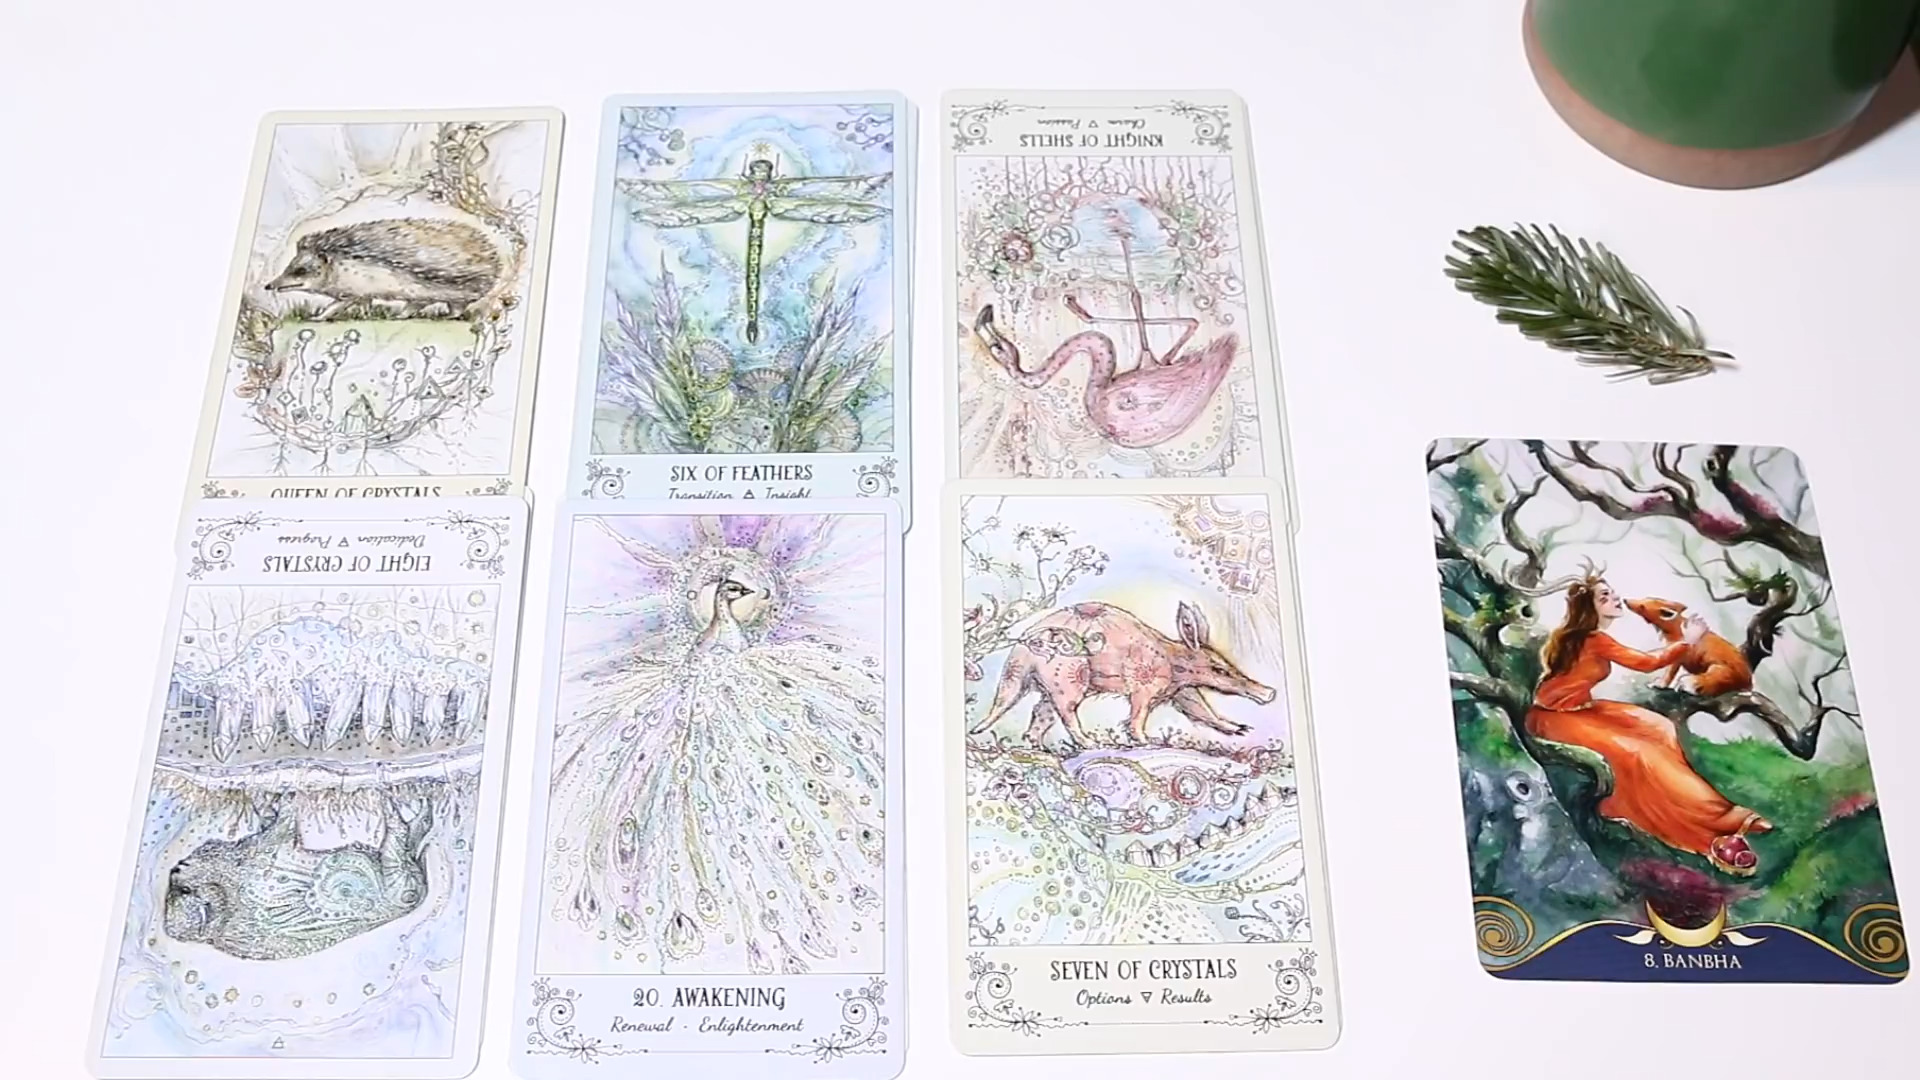 QUEEN OF CRYSTALS
SIX OF FEATHERS
Transition Insight
KNIGHT OF SHELLS
Charm Passion
EIGHT OF CRYSTALS
Dedication Progress
20. AWAKENING
Renewal · Enlightenment
SEVEN OF CRYSTALS
Options Results
8. BANBHA